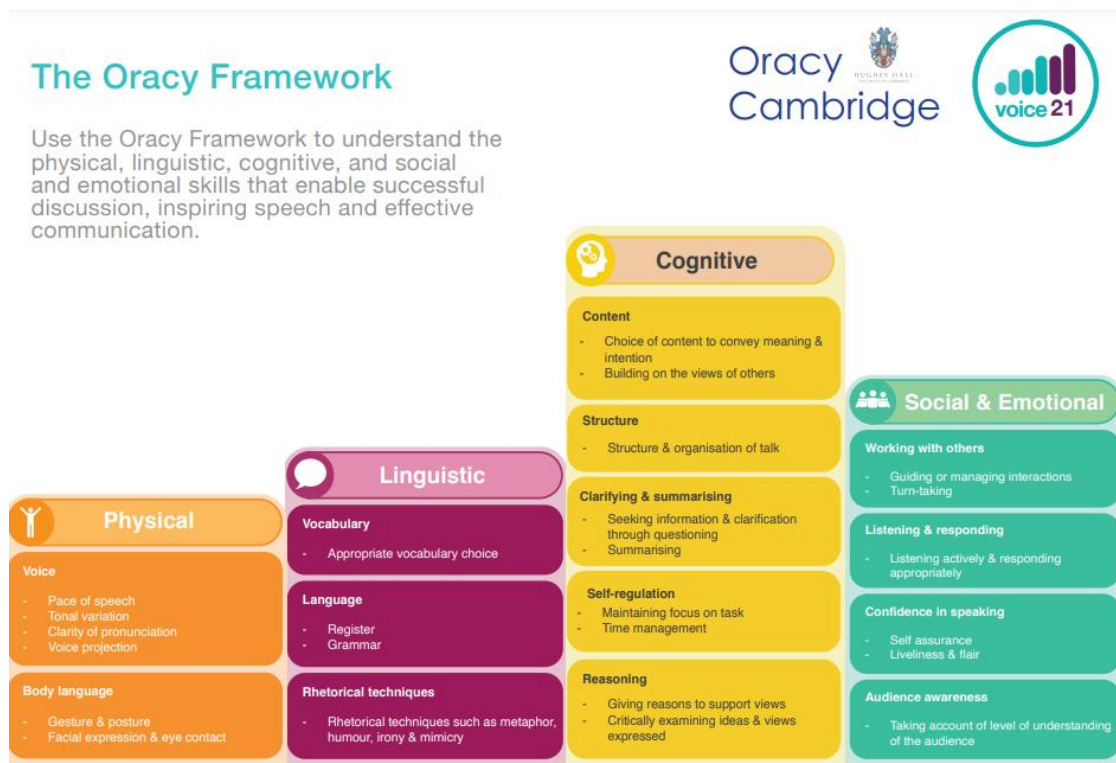 The Oracy Framework
Use the Oracy Framework to understand the
physical, linguistic, cognitive, and social
and emotional skills that enable successful
discussion, inspiring speech and effective
communication.
Oracy
Cambridge
HUGHES HALL
voice 21
Physical
Voice
- Pace of speech
- Tonal variation
- Clarity of pronunciation
- Voice projection
Body language
- Gesture & posture
- Facial expression & eye contact
Linguistic
Vocabulary
- Appropriate vocabulary choice
Language
- Register
- Grammar
Rhetorical techniques
- Rhetorical techniques such as metaphor,
humour, irony & mimicry
Cognitive
Content
- Choice of content to convey meaning &
intention
- Building on the views of others
Structure
- Structure & organisation of talk
Clarifying & summarising
- Seeking information & clarification
through questioning
- Summarising
Self-regulation
- Maintaining focus on task
- Time management
Reasoning
- Giving reasons to support views
- Critically examining ideas & views
expressed
Social & Emotional
Working with others
- Guiding or managing interactions
- Turn-taking
Listening & responding
- Listening actively & responding
appropriately
Confidence in speaking
- Self assurance
- Liveliness & flair
Audience awareness
- Taking account of level of understanding
of the audience